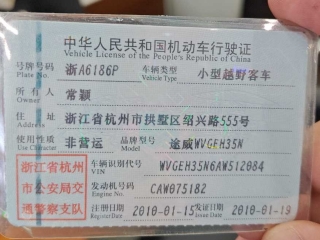 中华人民共和国机动车行驶证
Vehicle License of the People's Republic of China
号牌号码 浙A6186P 车辆类型 小型越野客车
Plate No. Vehicle Type
所有人 常颖
Owner
住址 浙江省杭州市拱墅区绍兴路555号
Address
使用性质 非营运 品牌型号 途威WVGEH35N
Use Character Model
浙江省杭州 车辆识别代号 WVGEH35N6AW512084
VIN
市公安局交 发动机号码 CAW075182
Engine No.
通警察支队 注册日期 2010-01-15 发证日期 2010-01-19
Register Date Issue Date